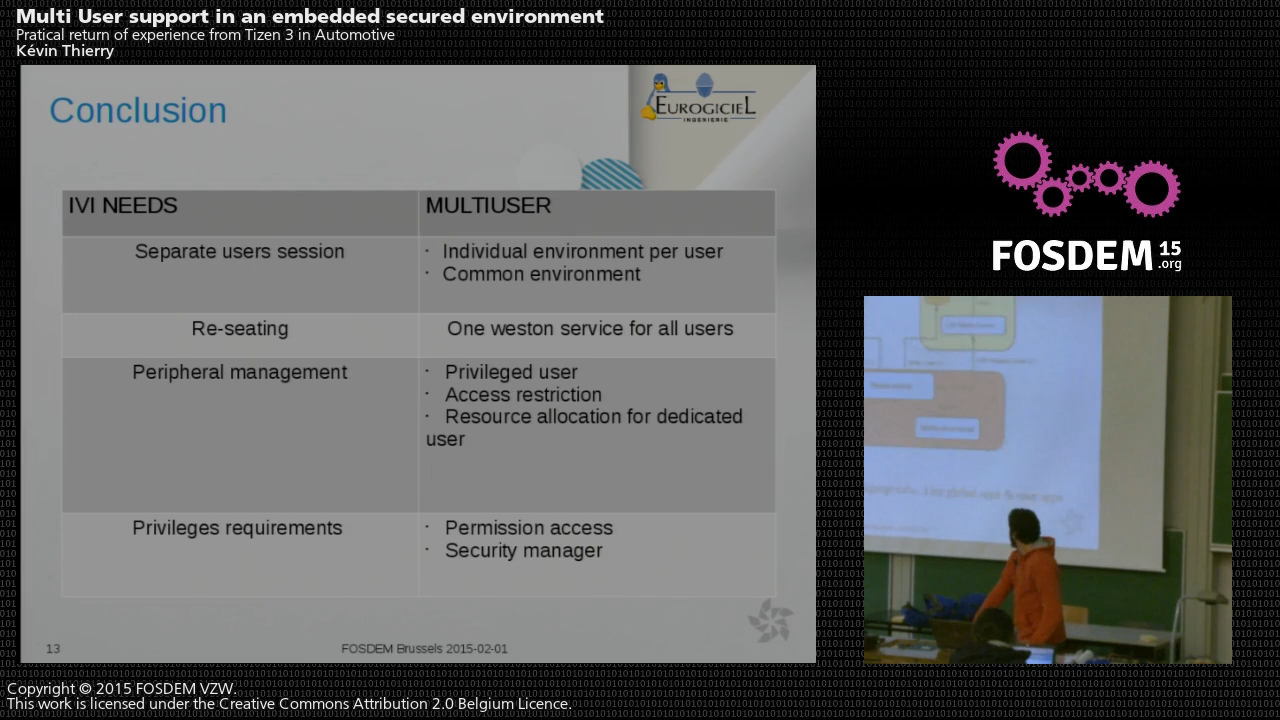 Multi User support in an embedded secured environment
Pratical return of experience from Tizen 3 in Automotive
Kévin Thierry
Conclusion
EUROGICIEL
INGENIERIE
IVI NEEDS
MULTIUSER
Separate users session
· Individual environment per user
· Common environment
Re-seating
One weston service for all users
Peripheral management
· Privileged user
· Access restriction
· Resource allocation for dedicated
user
Privileges requirements
· Permission access
· Security manager
13
FOSDEM Brussels 2015-02-01
FOSDEM 15
.org
Copyright © 2015 FOSDEM VZW.
This work is licensed under the Creative Commons Attribution 2.0 Belgium Licence.